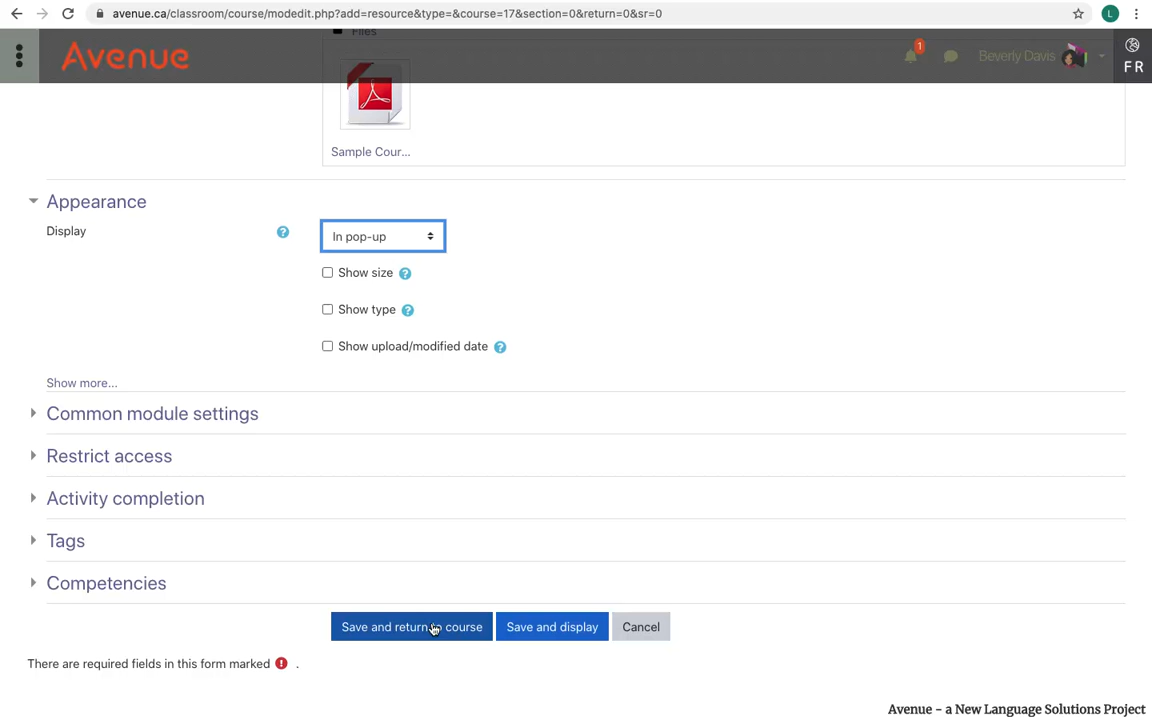 avenue.ca/classroom/course/modedit.php?add=resource&type=&course=17&section=0&return=0&sr=0
L
Files
Avenue
1
Beverly Davis
FR
Sample Cour...
Appearance
Display
In pop-up
Show size
Show type
Show upload/modified date
Show more...
Common module settings
Restrict access
Activity completion
Tags
Competencies
Save and return to course
Save and display
Cancel
There are required fields in this form marked ! .
Avenue - a New Language Solutions Project